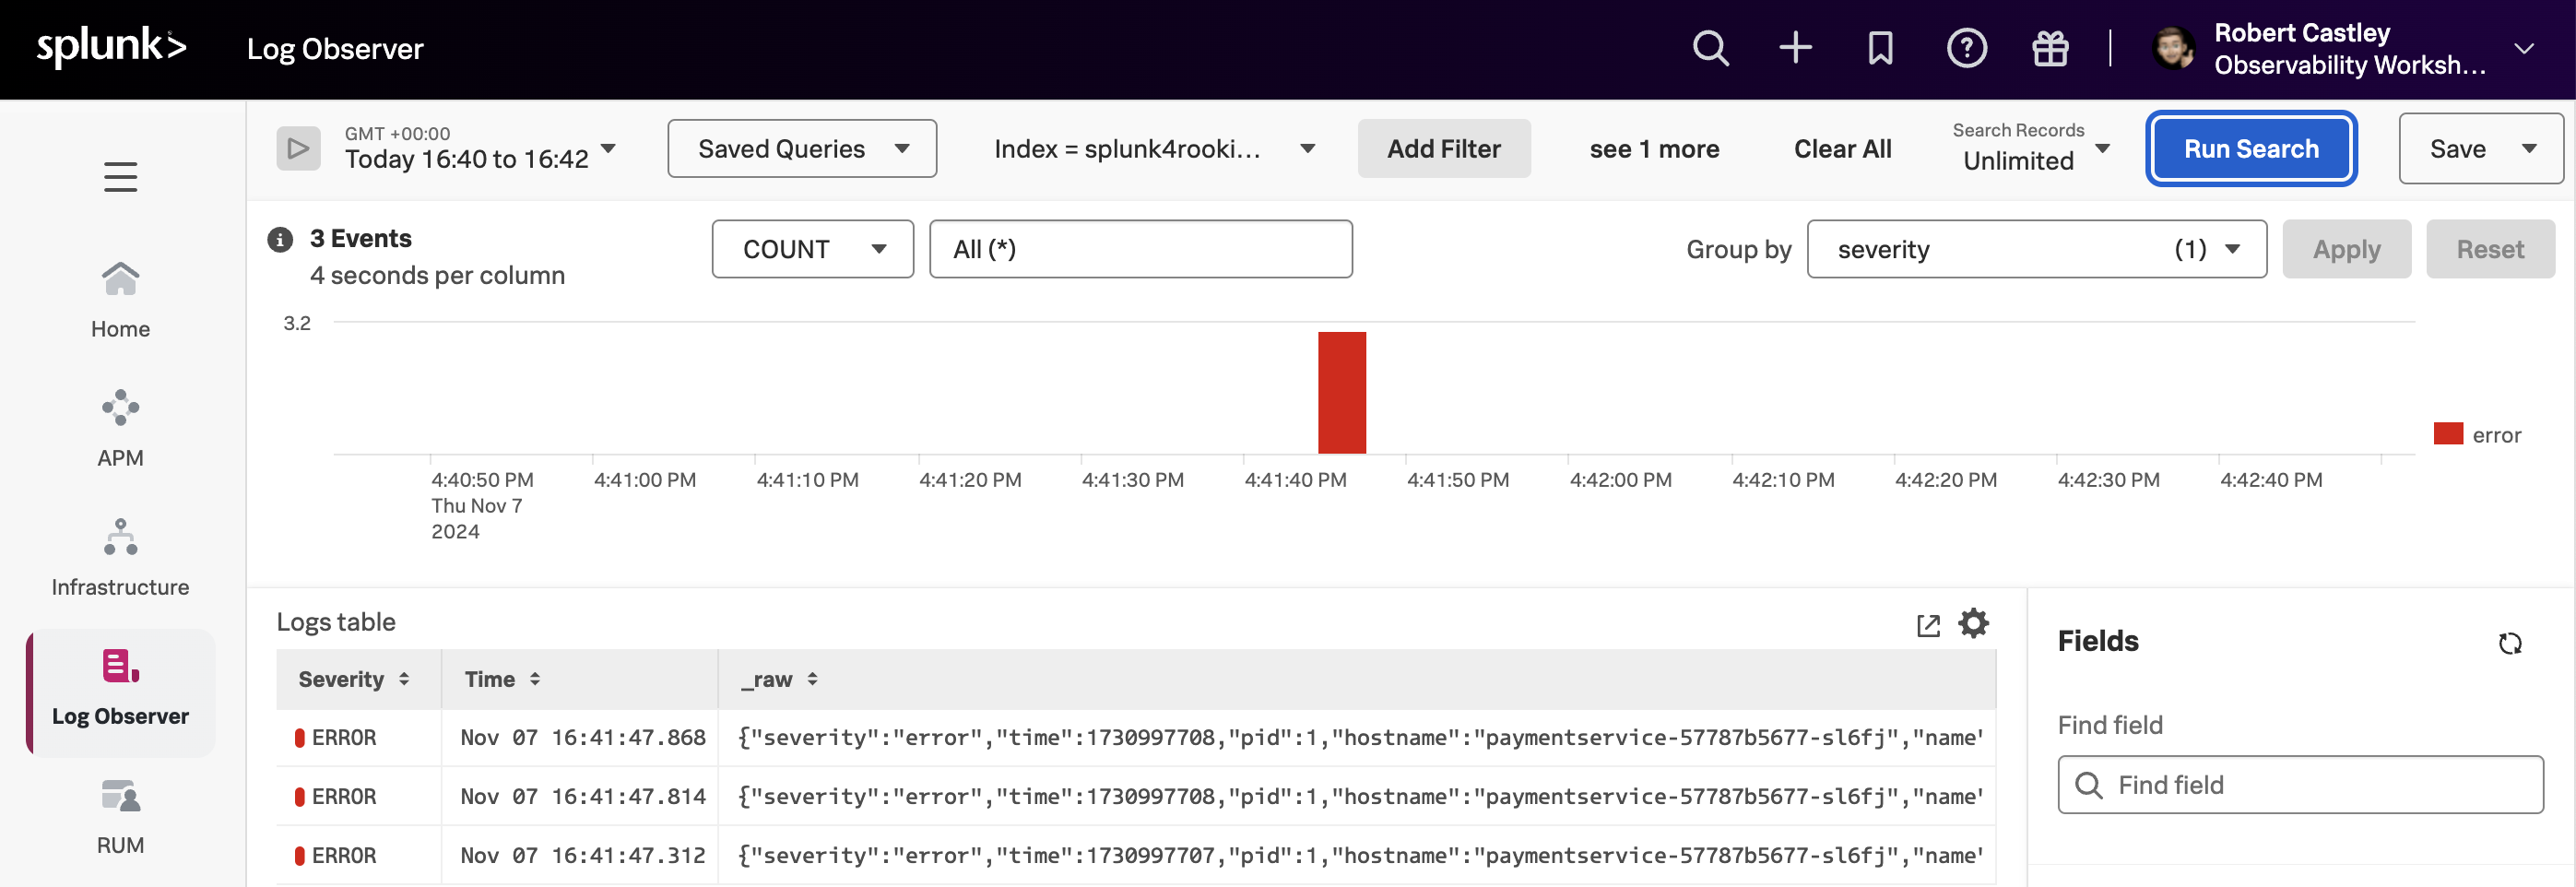 splunk>
Log Observer
Robert Castley
Observability Worksh...
GMT +00:00
Today 16:40 to 16:42
Saved Queries
Index = splunk4rooki...
Add Filter
see 1 more
Clear All
Search Records
Unlimited
Run Search
Save
3 Events
4 seconds per column
COUNT
All (*)
Group by
severity
(1)
Apply
Reset
3.2
error
4:40:50 PM
Thu Nov 7
2024
4:41:00 PM
4:41:10 PM
4:41:20 PM
4:41:30 PM
4:41:40 PM
4:41:50 PM
4:42:00 PM
4:42:10 PM
4:42:20 PM
4:42:30 PM
4:42:40 PM
Home
APM
Infrastructure
Log Observer
RUM
Logs table
Severity Time _raw
ERROR Nov 07 16:41:47.868 {"severity":"error","time":1730997708,"pid":1,"hostname":"paymentservice-57787b5677-sl6fj","name'
ERROR Nov 07 16:41:47.814 {"severity":"error","time":1730997708,"pid":1,"hostname":"paymentservice-57787b5677-sl6fj","name'
ERROR Nov 07 16:41:47.312 {"severity":"error","time":1730997707,"pid":1,"hostname":"paymentservice-57787b5677-sl6fj","name'
Fields
Find field
Find field